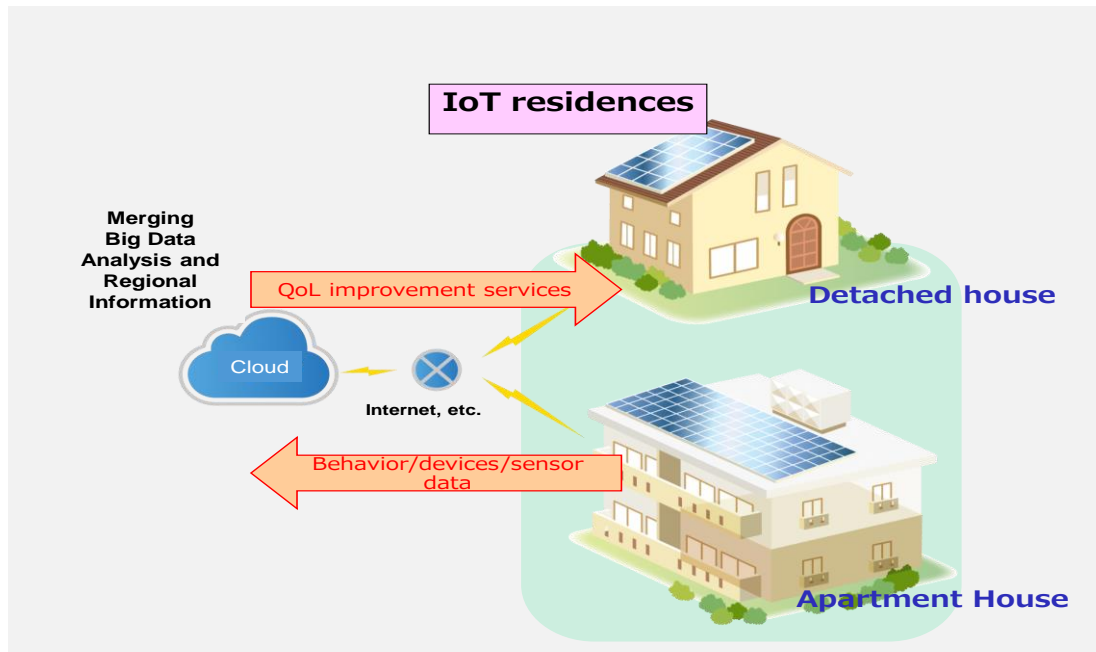 IoT residences
Merging
Big Data
Analysis and
Regional
Information
QoL improvement services
Detached house
Cloud
Internet, etc.
Behavior/devices/sensor
data
Apartment House